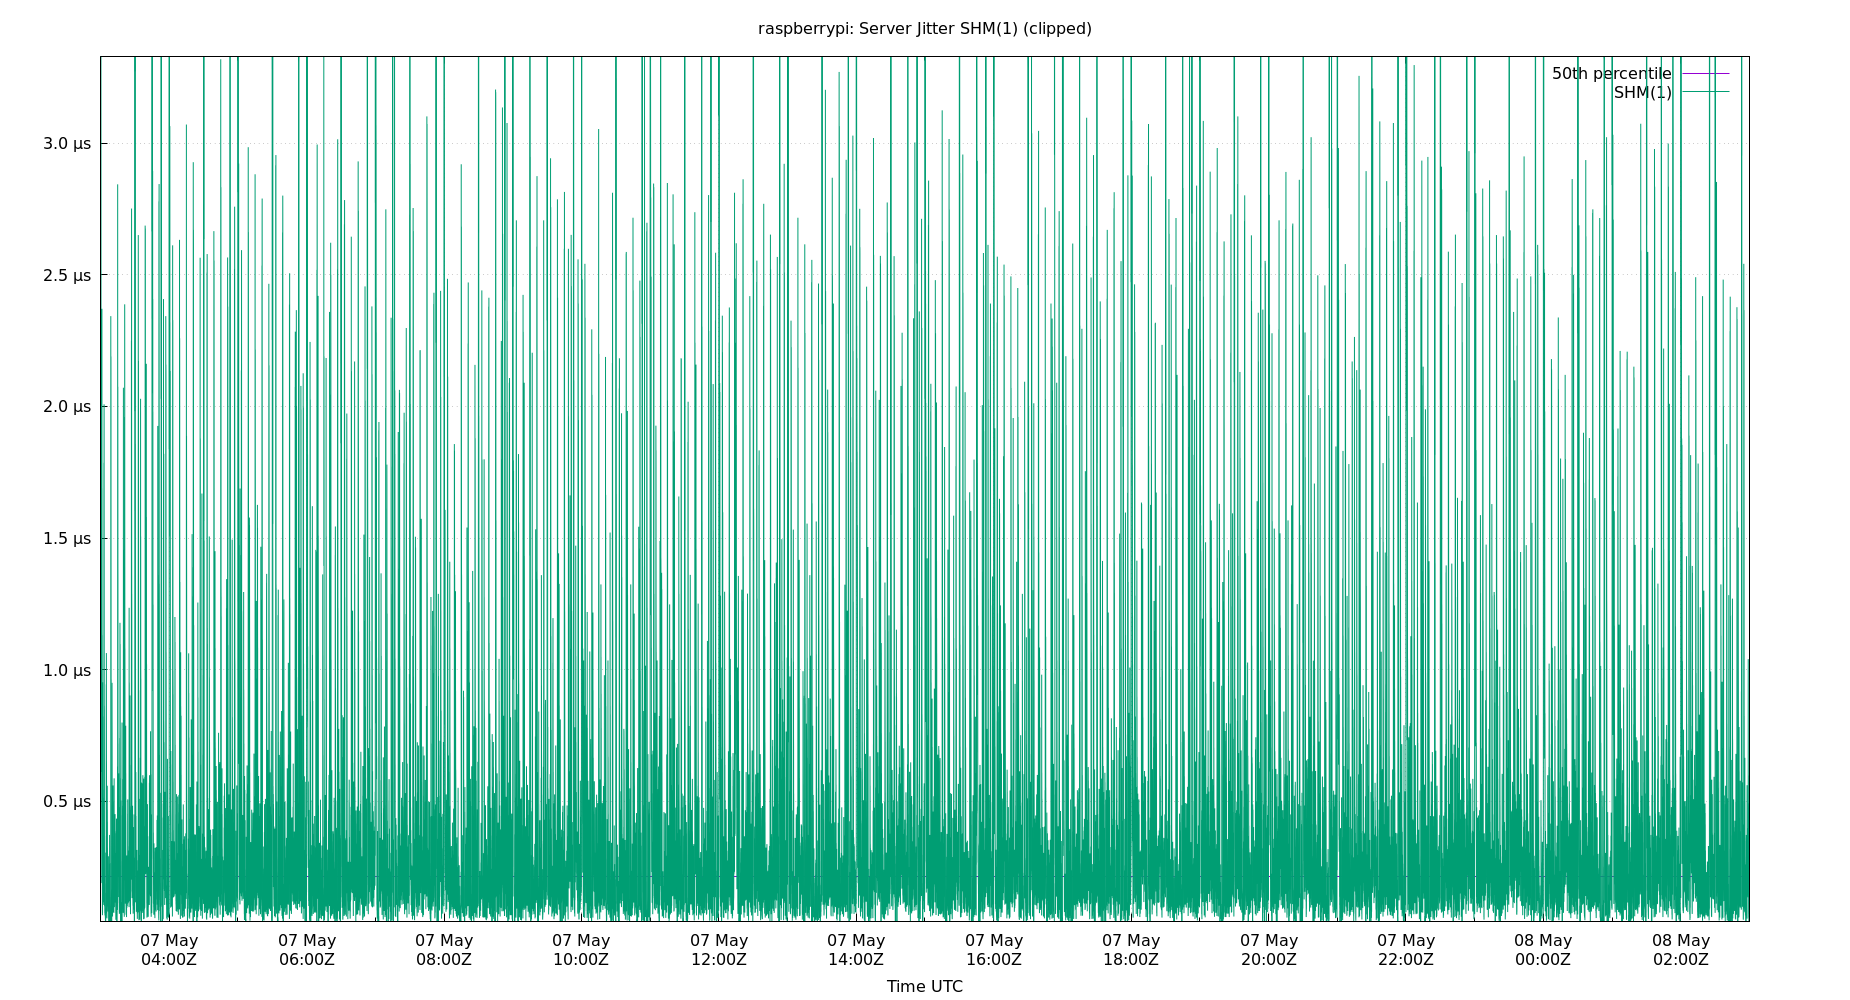 raspberrypi: Server Jitter SHM(1) (clipped)
50th percentile
SHM(1)
3.0 µs
2.5 µs
2.0 µs
1.5 µs
1.0 µs
0.5 µs
07 May 07 May 07 May 07 May 07 May 07 May 07 May 07 May 07 May 07 May 08 May 08 May
04:00Z 06:00Z 08:00Z 10:00Z 12:00Z 14:00Z 16:00Z 18:00Z 20:00Z 22:00Z 00:00Z 02:00Z
Time UTC